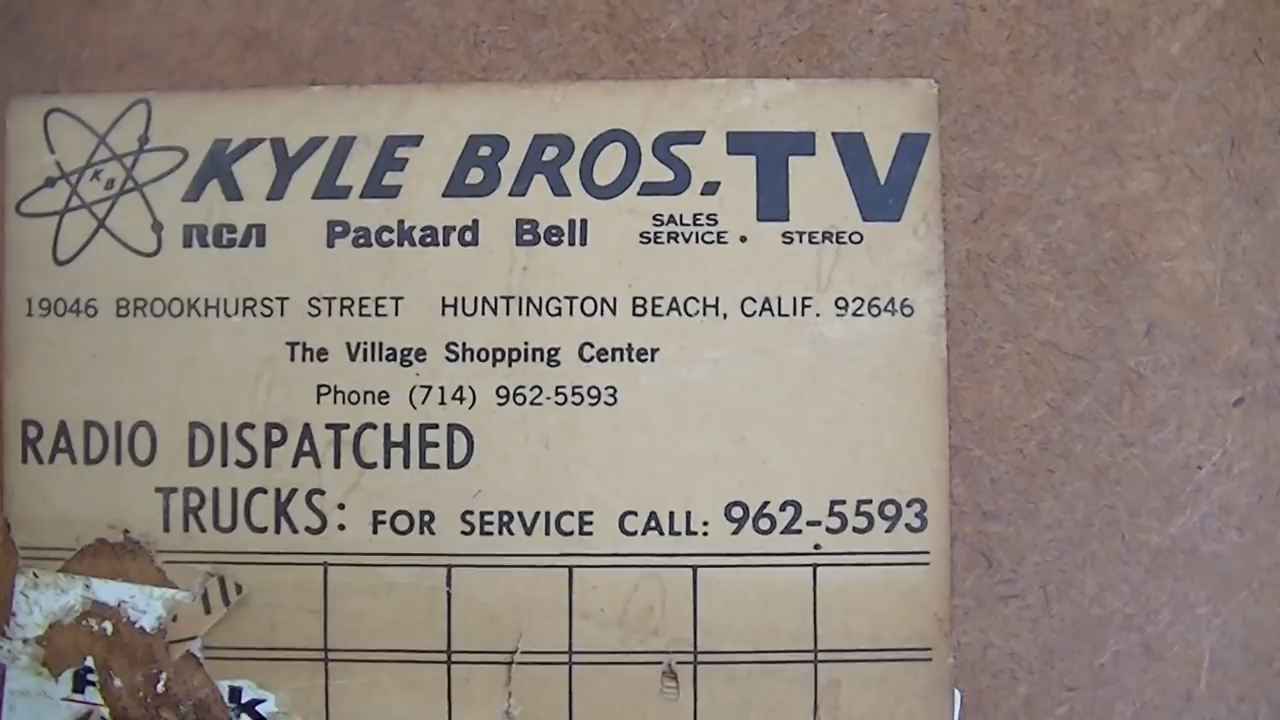 KB
KYLE BROS. TV
RCA Packard Bell SALES SERVICE • STEREO
19046 BROOKHURST STREET HUNTINGTON BEACH, CALIF. 92646
The Village Shopping Center
Phone (714) 962-5593
RADIO DISPATCHED
TRUCKS: FOR SERVICE CALL: 962-5593